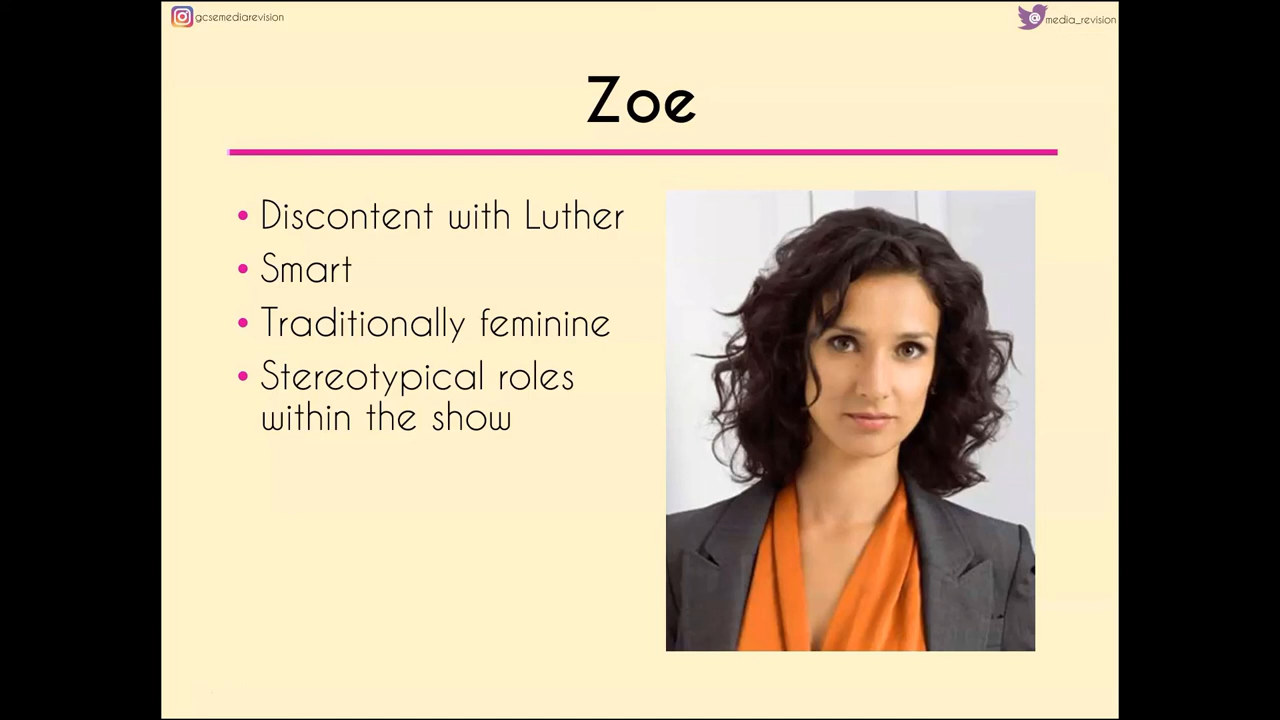 gcsemediarevision
@media_revision
Zoe
• Discontent with Luther
• Smart
• Traditionally feminine
• Stereotypical roles
within the show